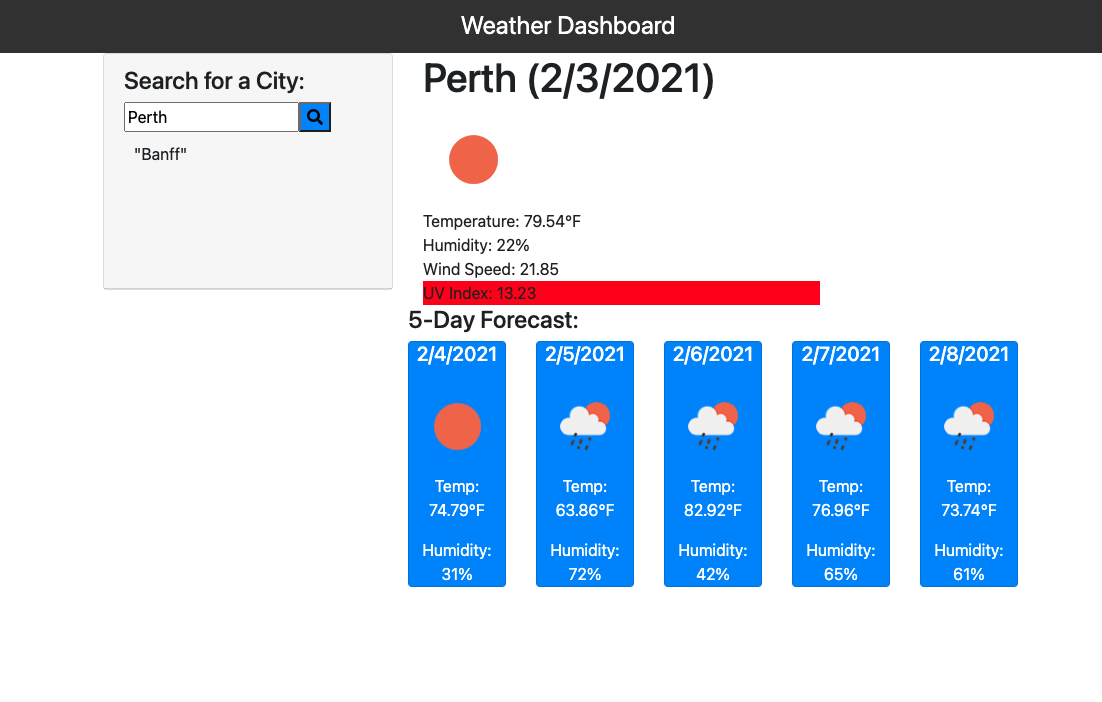 Weather Dashboard
Search for a City:
Perth
"Banff"
Perth (2/3/2021)
Temperature: 79.54°F
Humidity: 22%
Wind Speed: 21.85
UV Index: 13.23
5-Day Forecast:
2/4/2021
Temp:
74.79°F
Humidity:
31%
2/5/2021
Temp:
63.86°F
Humidity:
72%
2/6/2021
Temp:
82.92°F
Humidity:
42%
2/7/2021
Temp:
76.96°F
Humidity:
65%
2/8/2021
Temp:
73.74°F
Humidity:
61%